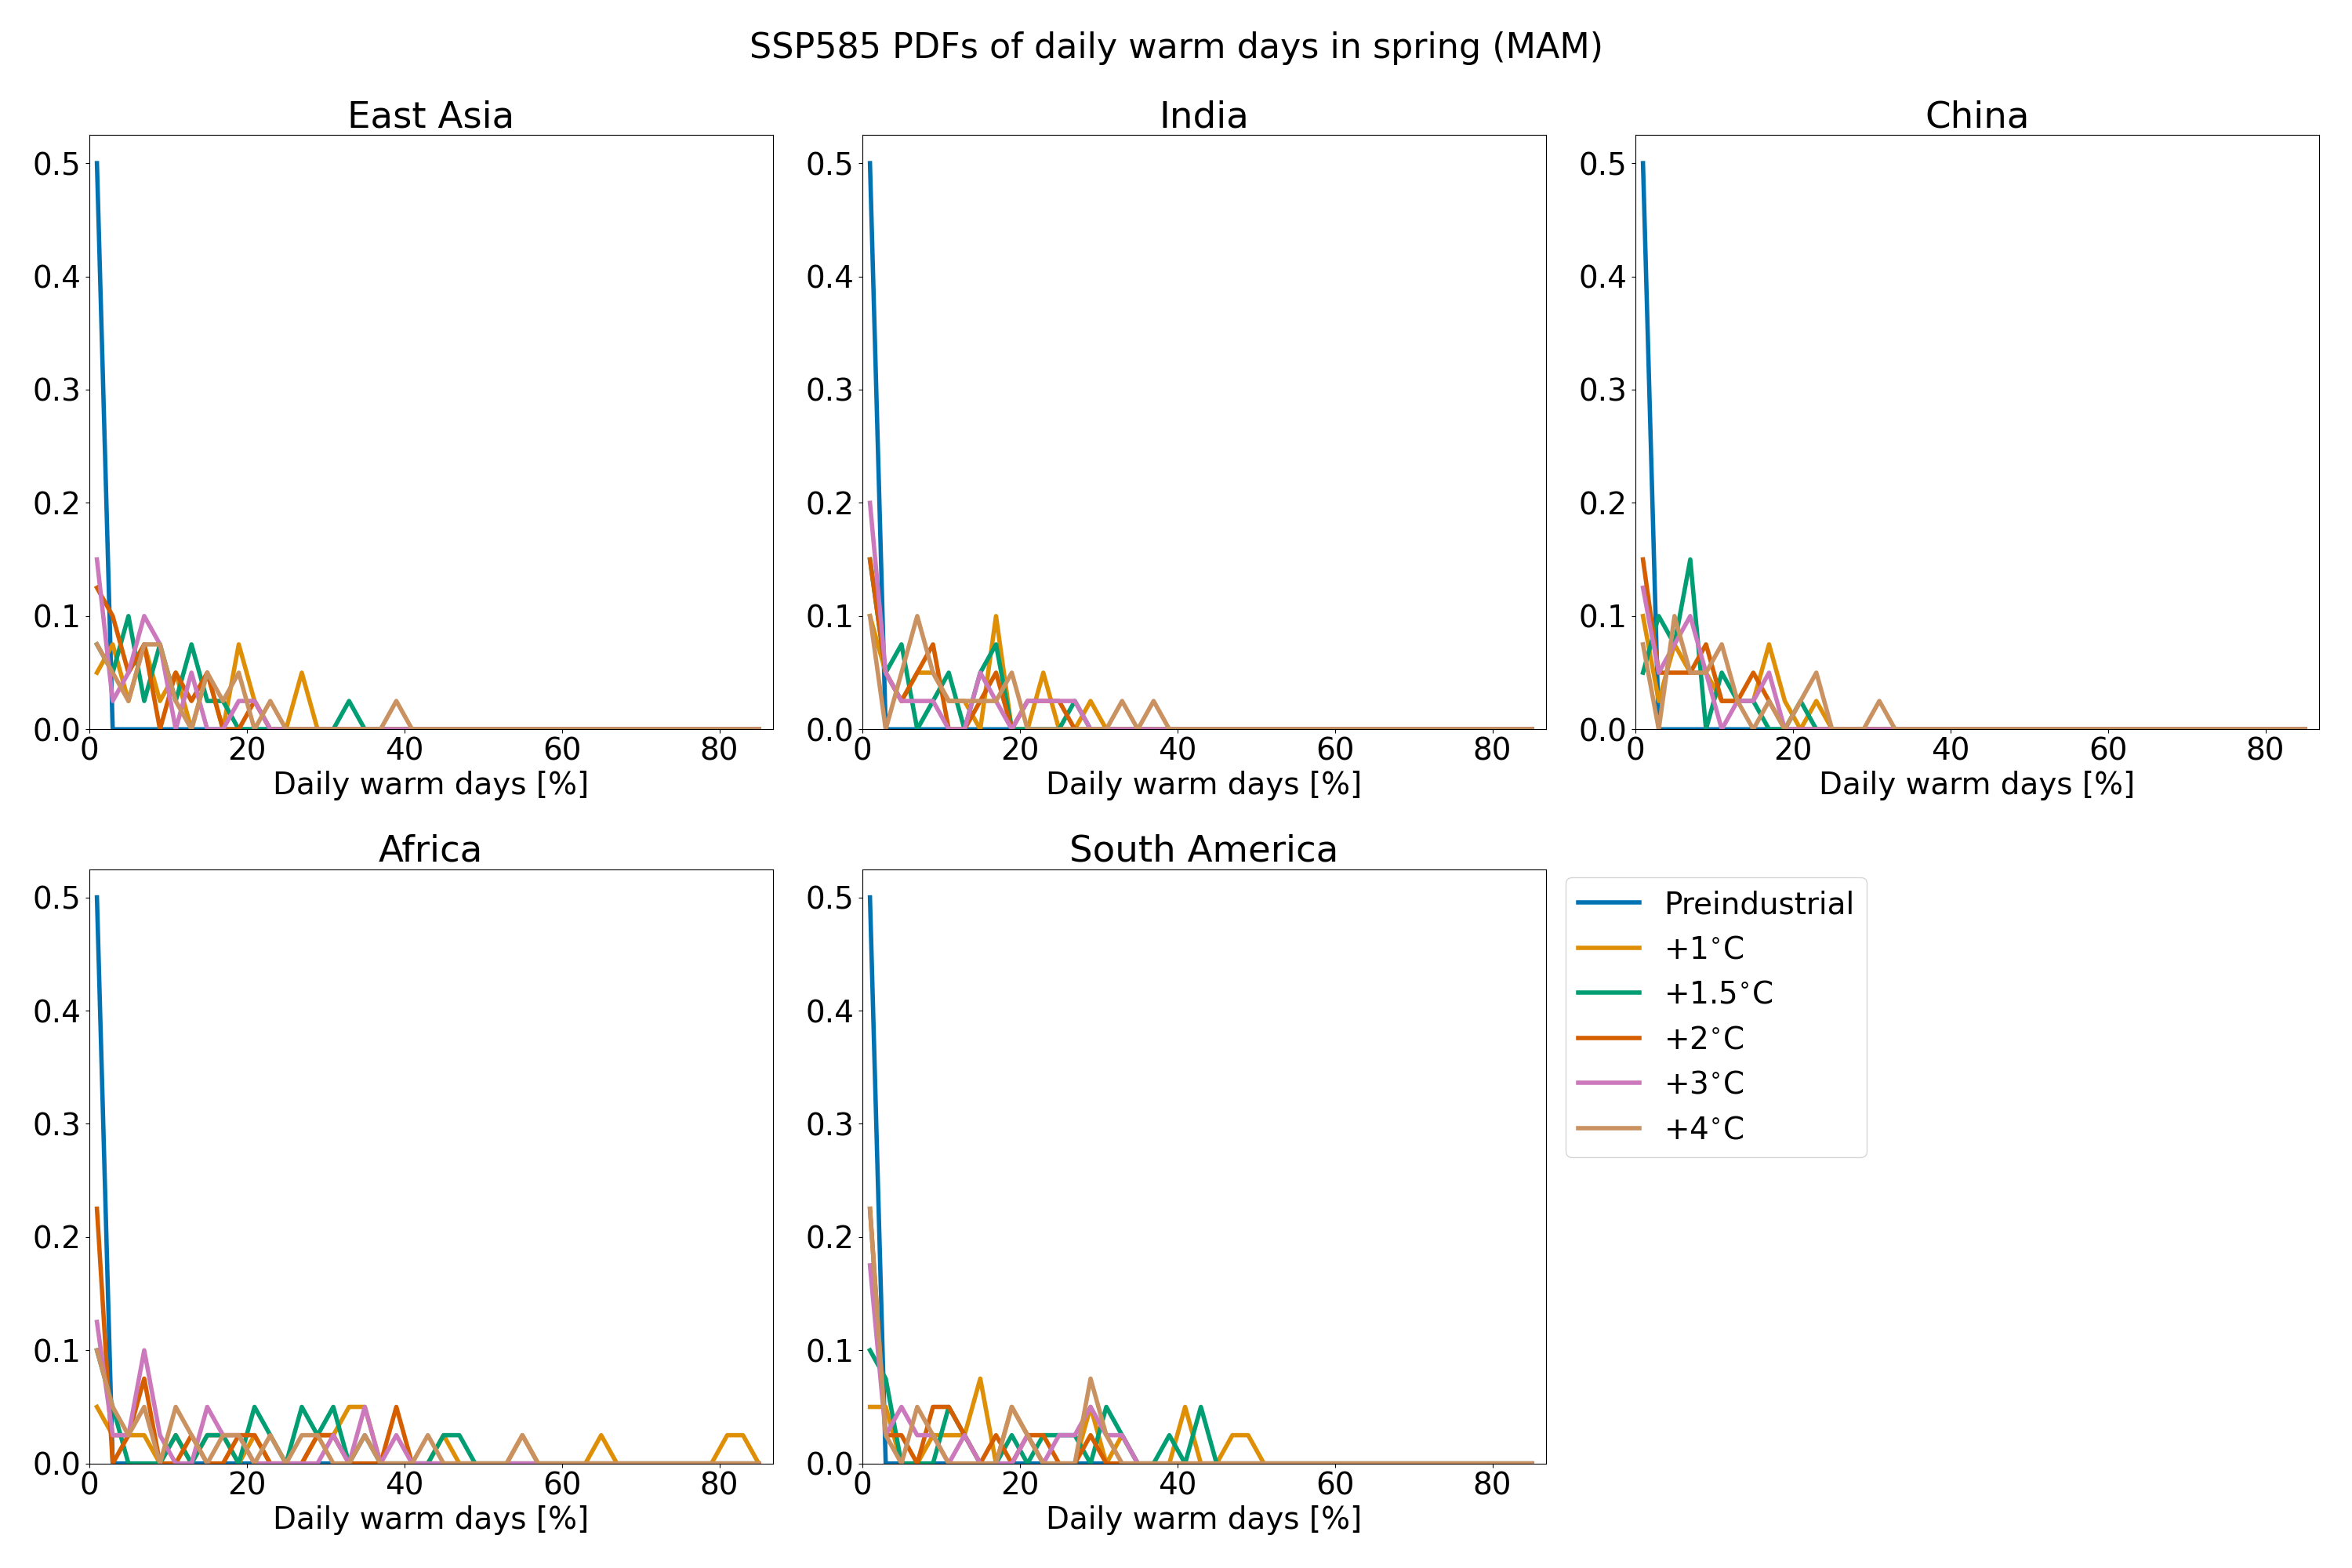 SSP585 PDFs of daily warm days in spring (MAM)
East Asia
0.5
0.4
0.3
0.2
0.1
0.0
0 20 40 60 80
Daily warm days [%]
India
0.5
0.4
0.3
0.2
0.1
0.0
0 20 40 60 80
Daily warm days [%]
China
0.5
0.4
0.3
0.2
0.1
0.0
0 20 40 60 80
Daily warm days [%]
Africa
0.5
0.4
0.3
0.2
0.1
0.0
0 20 40 60 80
Daily warm days [%]
South America
0.5
0.4
0.3
0.2
0.1
0.0
0 20 40 60 80
Daily warm days [%]
Preindustrial
+1°C
+1.5°C
+2°C
+3°C
+4°C